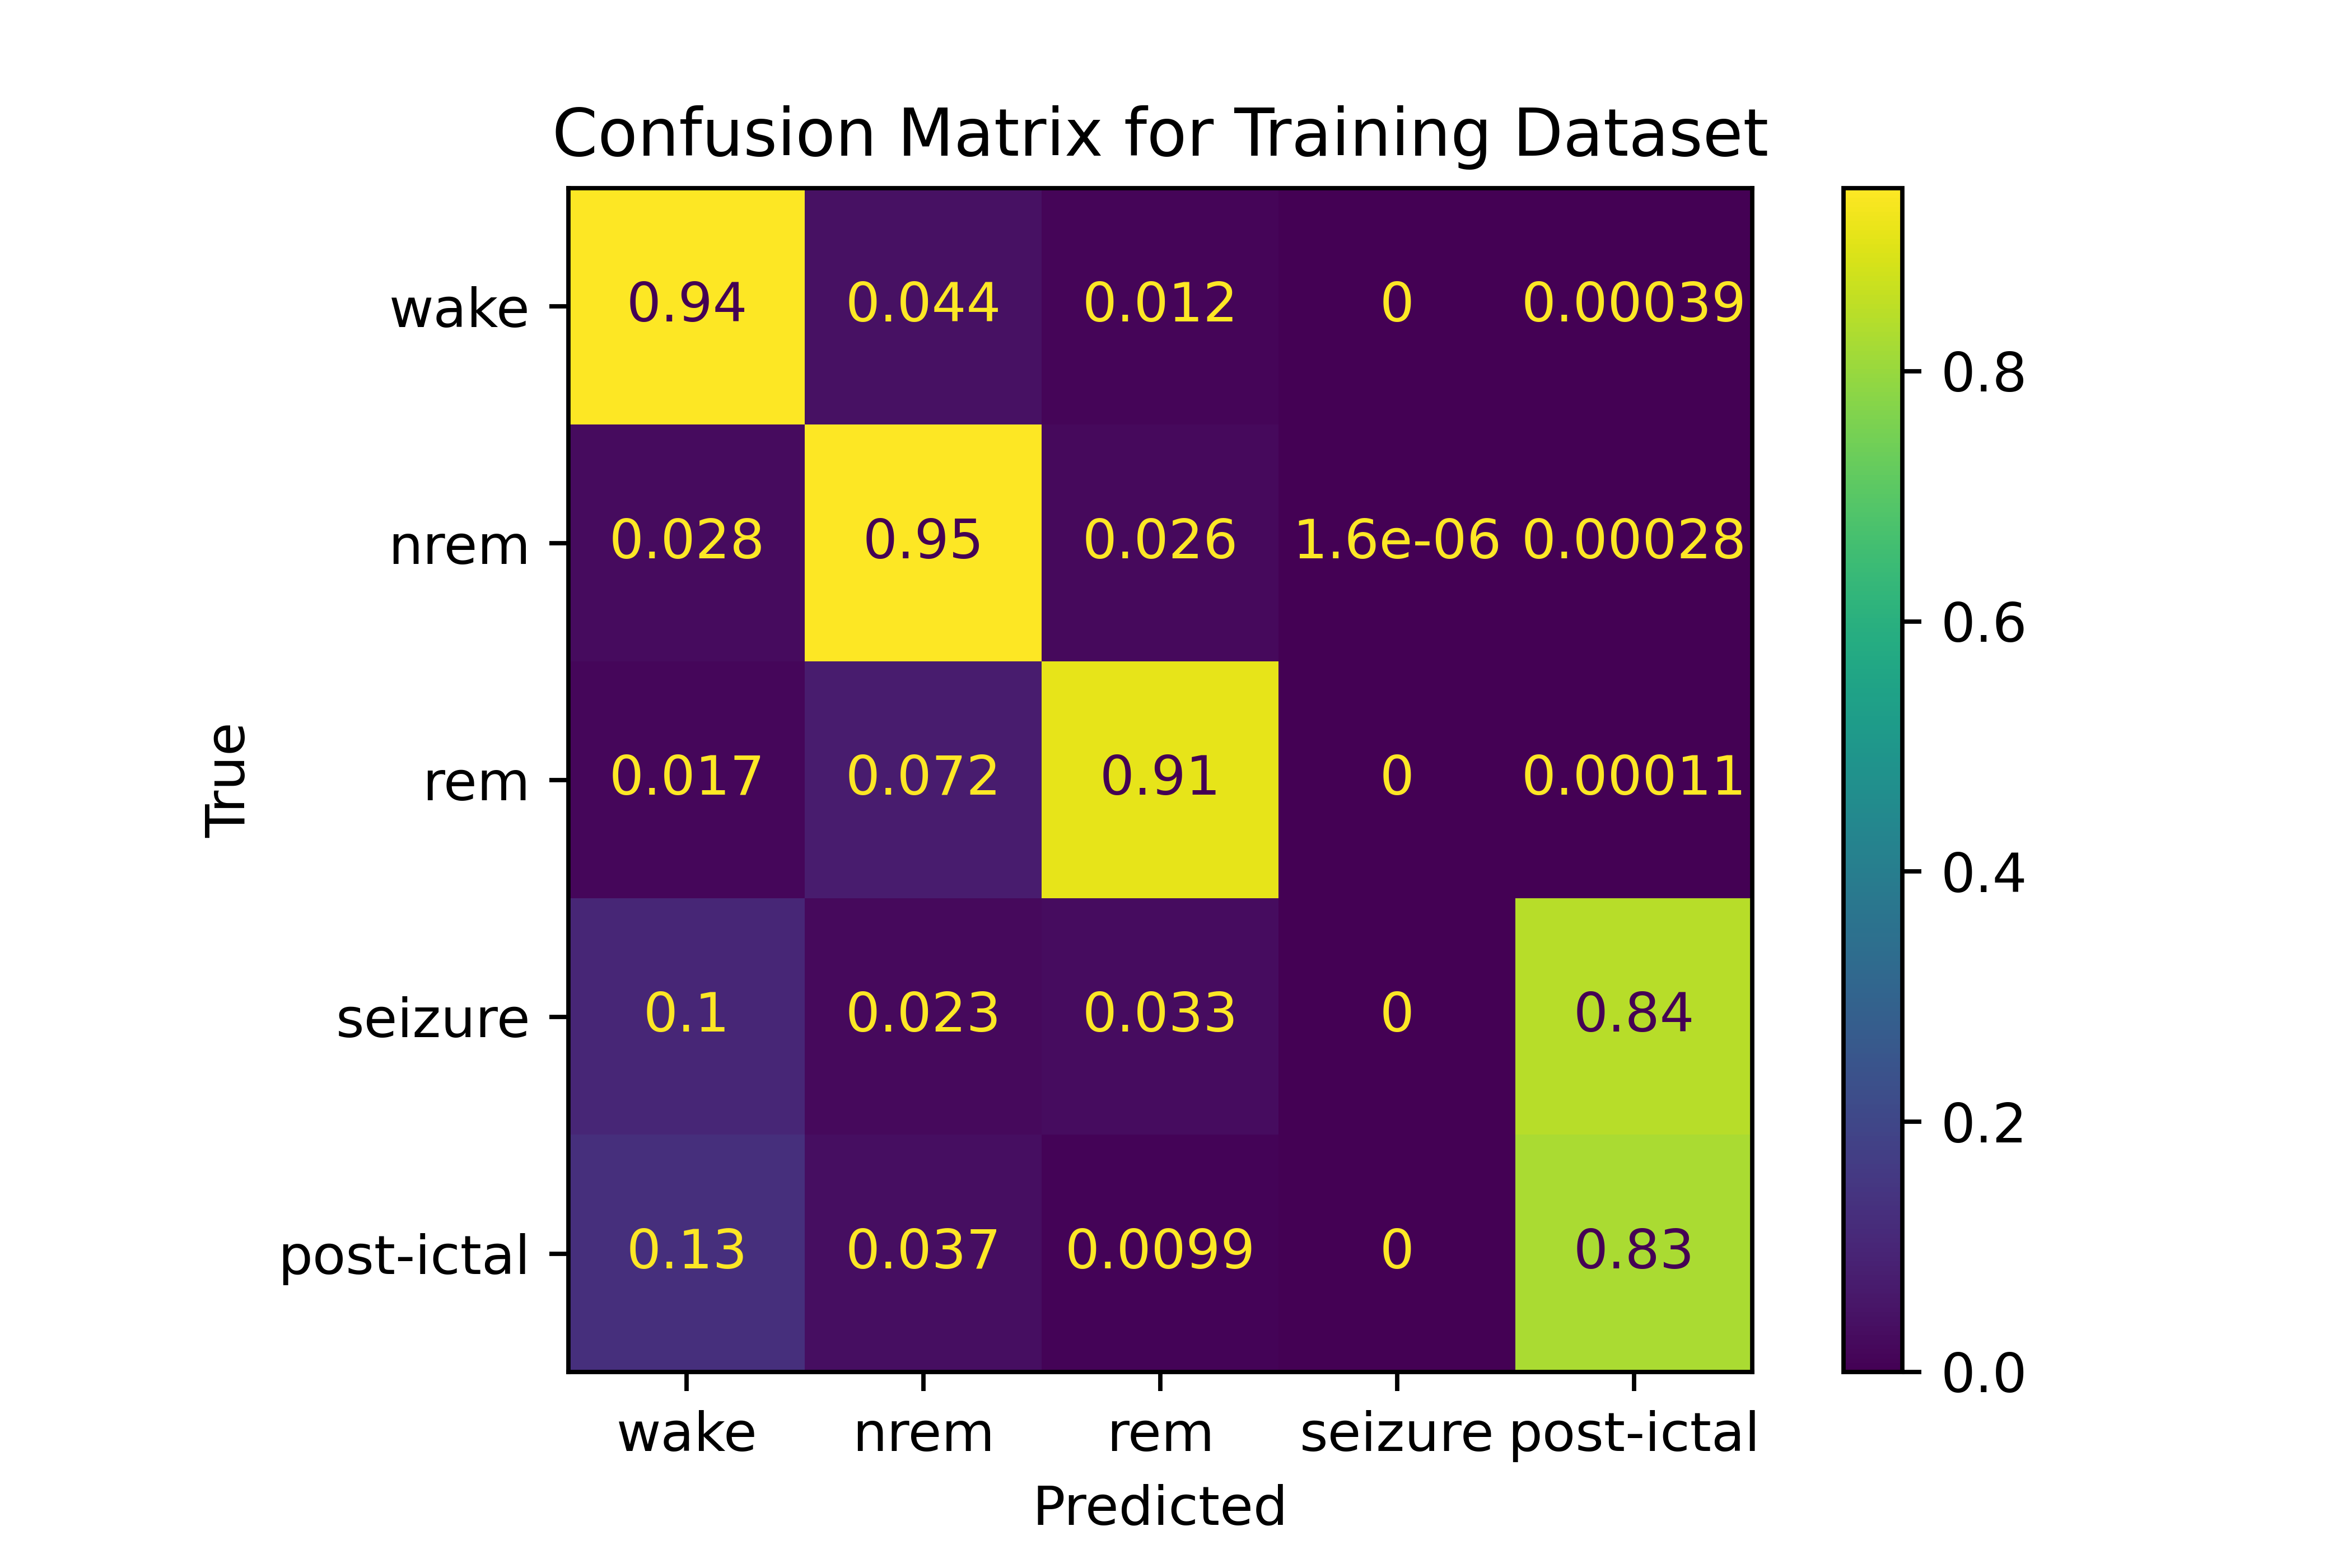 Confusion Matrix for Training Dataset
wake 0.94 0.044 0.012 0 0.00039
nrem 0.028 0.95 0.026 1.6e-06 0.00028
rem 0.017 0.072 0.91 0 0.00011
seizure 0.1 0.023 0.033 0 0.84
post-ictal 0.13 0.037 0.0099 0 0.83
True
wake nrem rem seizure post-ictal
Predicted
0.8
0.6
0.4
0.2
0.0